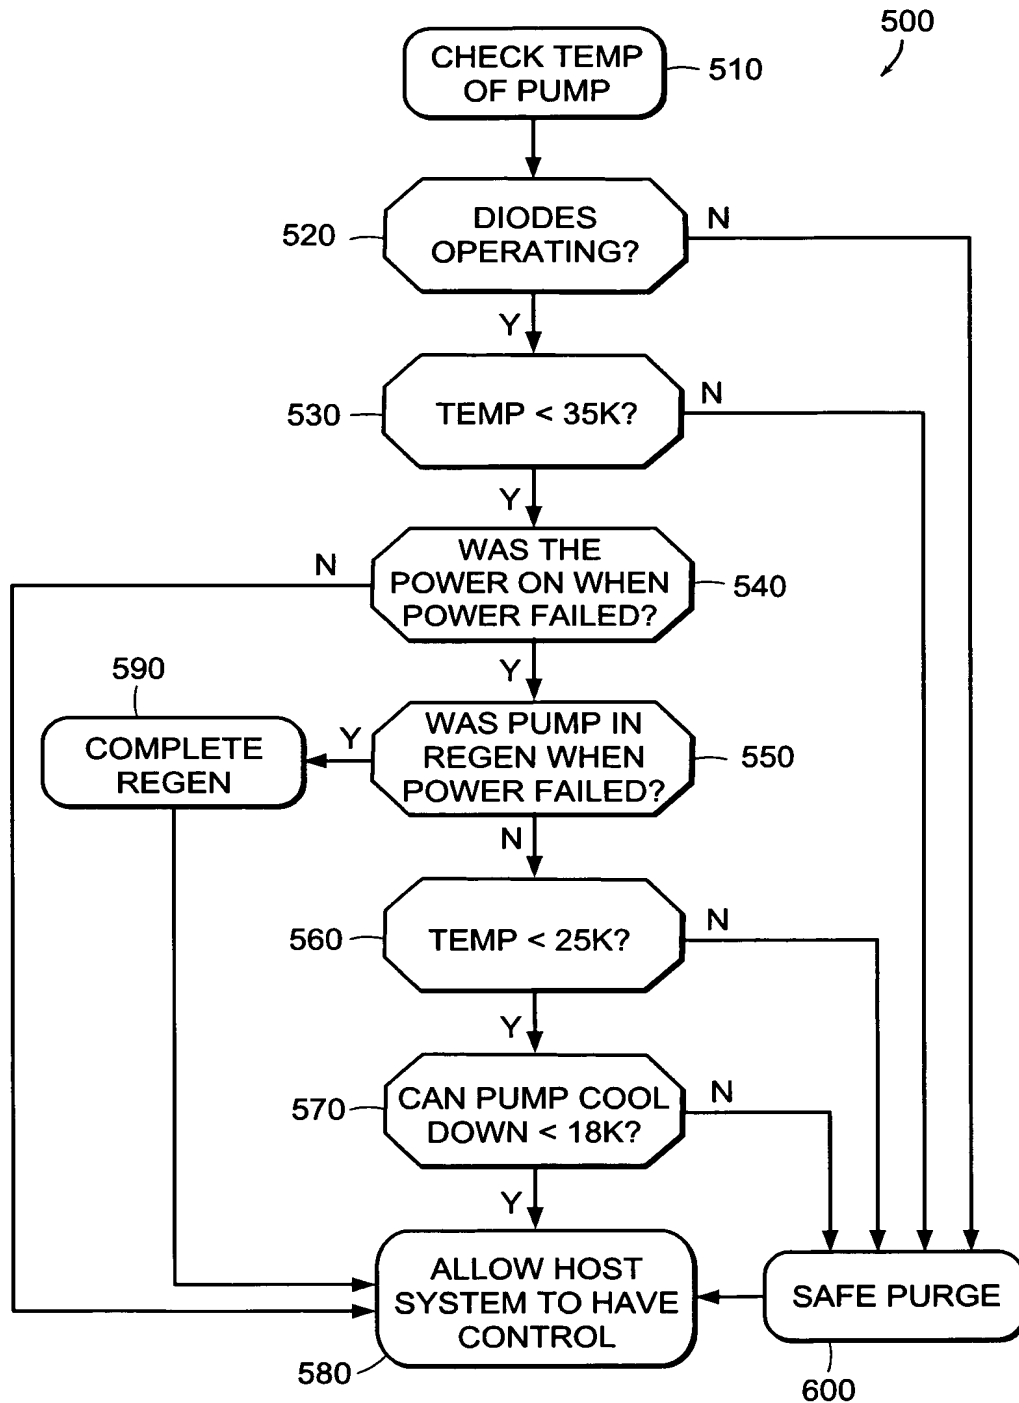 500
CHECK TEMP
OF PUMP
510
DIODES
OPERATING?
520
N
Y
TEMP < 35K?
530
N
Y
WAS THE
POWER ON WHEN
POWER FAILED?
540
N
Y
590
COMPLETE
REGEN
Y
WAS PUMP IN
REGEN WHEN
POWER FAILED?
550
N
TEMP < 25K?
560
N
Y
CAN PUMP COOL
DOWN < 18K?
570
N
Y
ALLOW HOST
SYSTEM TO HAVE
CONTROL
580
SAFE PURGE
600